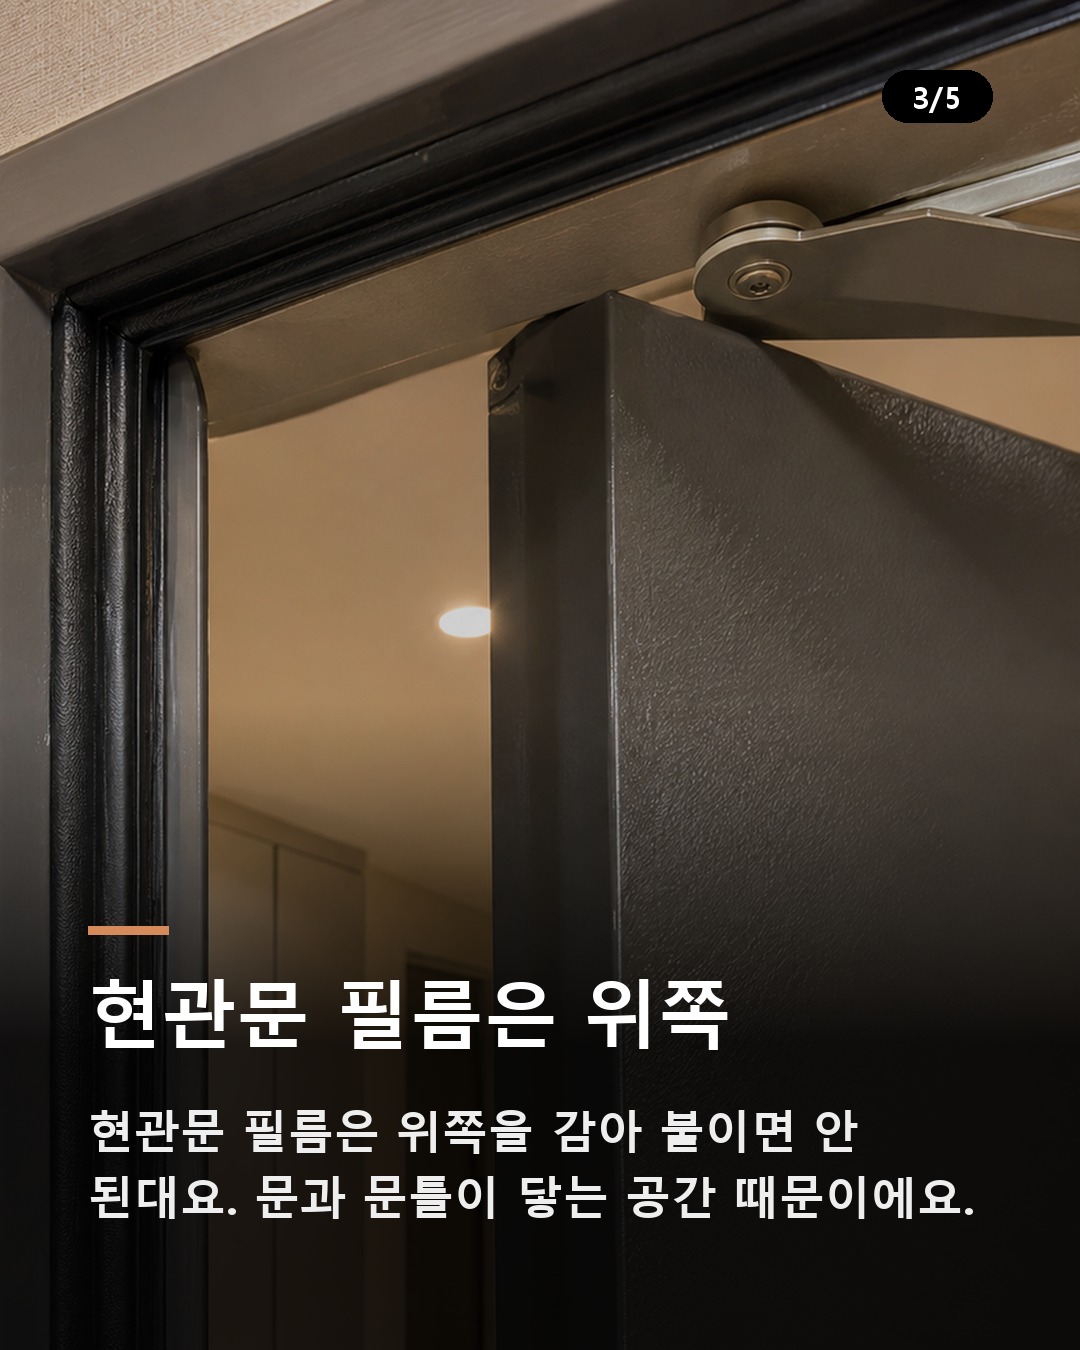 3/5
현관문 필름은 위쪽
현관문 필름은 위쪽을 감아 붙이면 안
된대요. 문과 문틀이 닿는 공간 때문이에요.